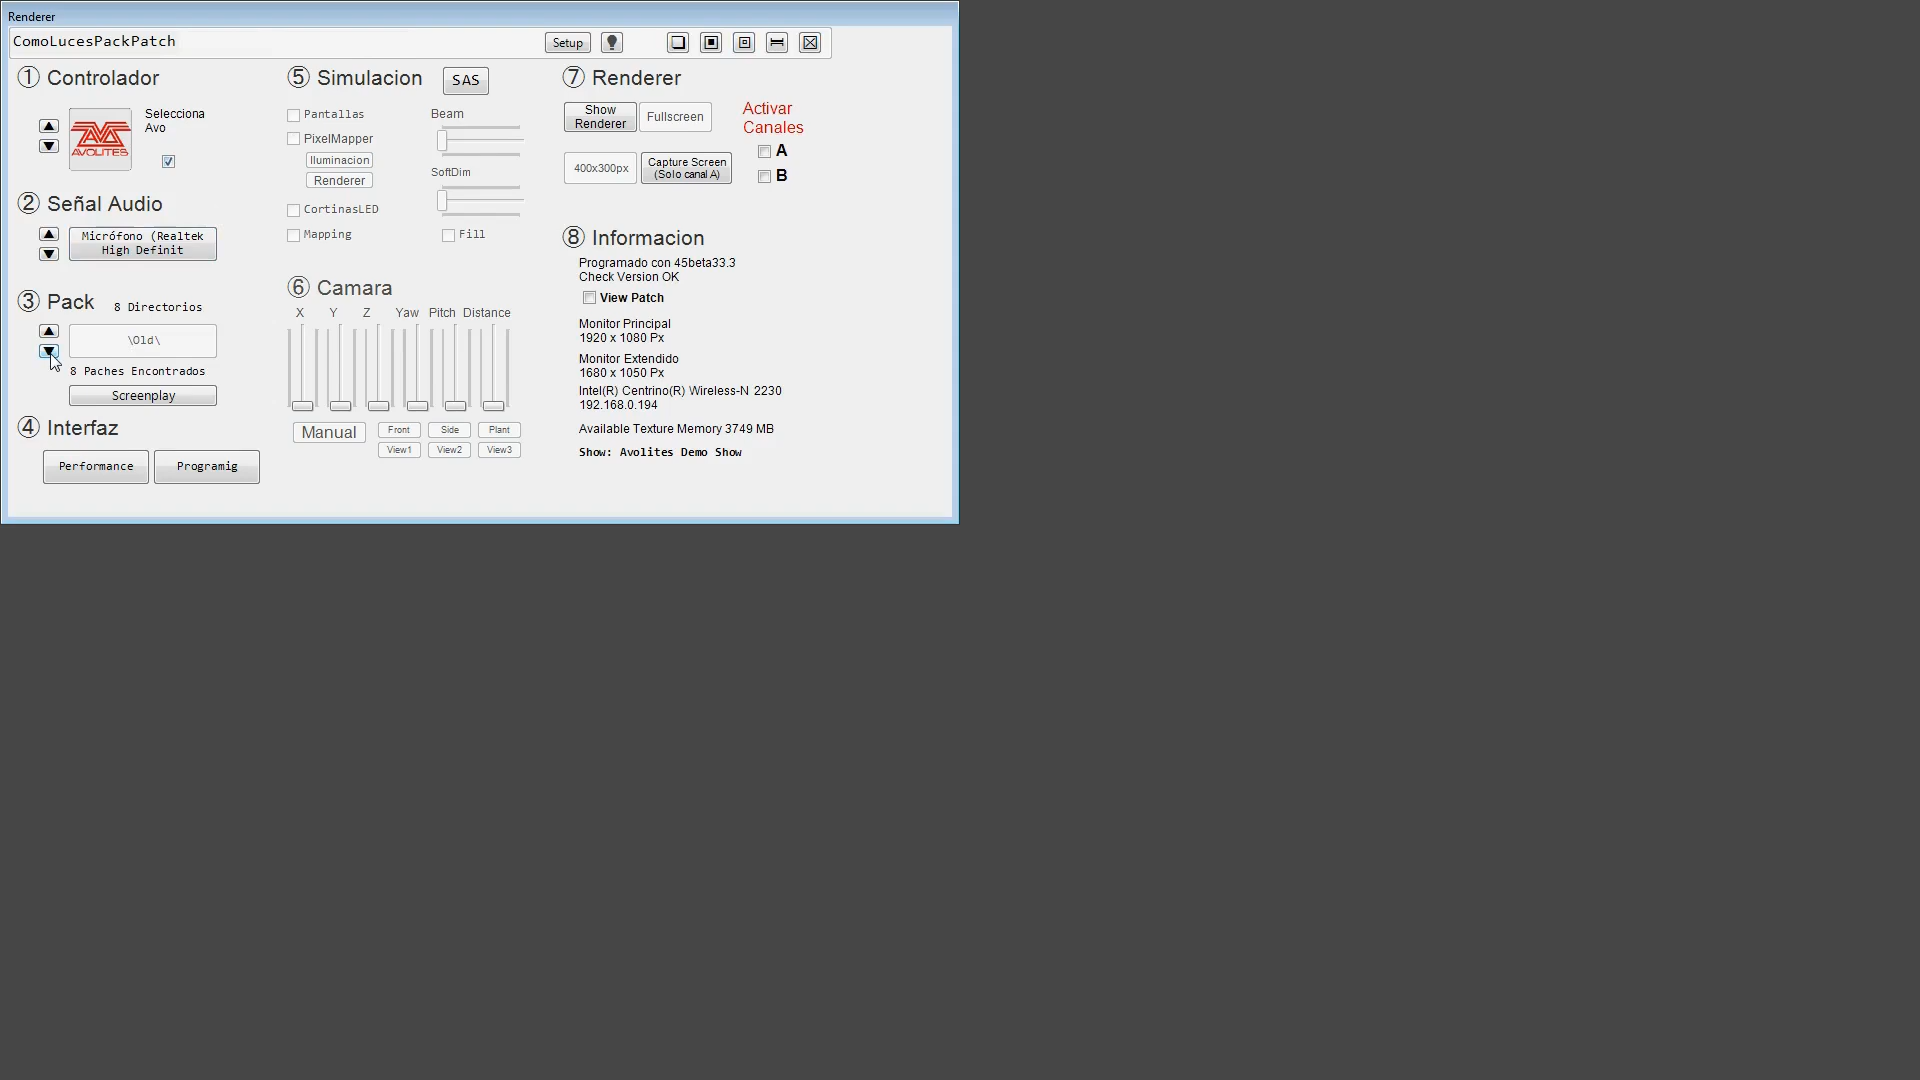 Renderer
ComoLucesPackPatch
Setup
1 Controlador
Selecciona
Avo
AVOLITES
2 Señal Audio
Micrófono (Realtek
High Definit
3 Pack
8 Directorios
\Old\
8 Paches Encontrados
Screenplay
4 Interfaz
Performance
Programig
5 Simulacion
SAS
Pantallas
Beam
PixelMapper
Iluminacion
Renderer
SoftDim
CortinasLED
Mapping
Fill
6 Camara
X Y Z Yaw Pitch Distance
Manual
Front Side Plant
View1 View2 View3
7 Renderer
Show
Renderer
Fullscreen
Activar
Canales
A
B
400x300px
Capture Screen
(Solo canal A)
8 Informacion
Programado con 45beta33.3
Check Version OK
View Patch
Monitor Principal
1920 x 1080 Px
Monitor Extendido
1680 x 1050 Px
Intel(R) Centrino(R) Wireless-N 2230
192.168.0.194
Available Texture Memory 3749 MB
Show: Avolites Demo Show